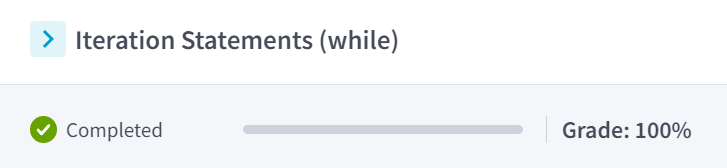 Iteration Statements (while)
Completed
Grade: 100%